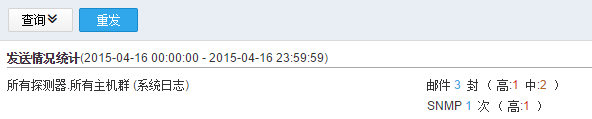 查询 重发
发送情况统计(2015-04-16 00:00:00 - 2015-04-16 23:59:59)
所有探测器.所有主机群 (系统日志) 邮件 3 封 ( 高:1 中:2 )
SNMP 1 次 ( 高:1 )